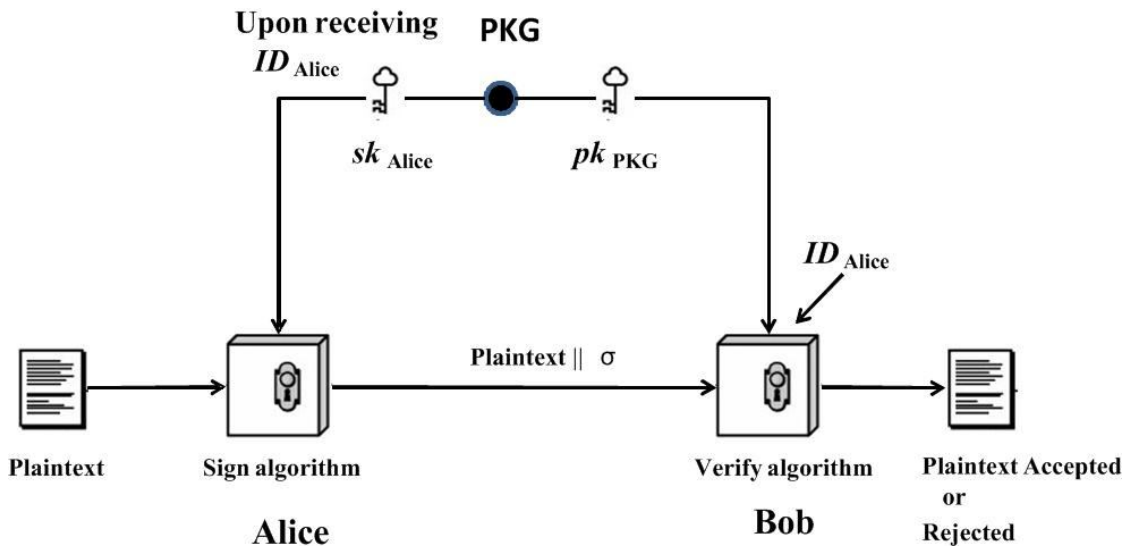 Upon receiving
ID Alice
PKG
sk Alice
pk PKG
ID Alice
Plaintext || σ
Plaintext
Sign algorithm
Verify algorithm
Plaintext Accepted
or
Rejected
Alice
Bob